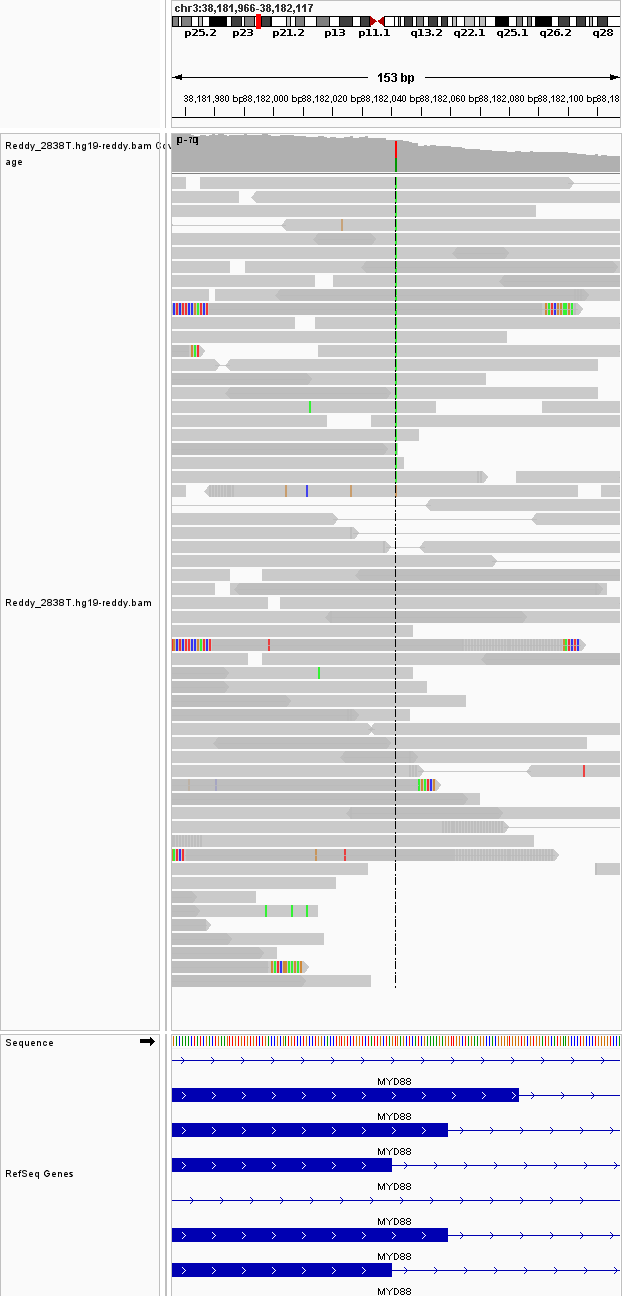 chr3:38,181,966-38,182,117
p25.2 p23 p21.2 p13 p11.1 q13.2 q22.1 q25.1 q26.2 q28
153 bp
38,181,980 bp 38,182,000 bp 38,182,020 bp 38,182,040 bp 38,182,060 bp 38,182,080 bp 38,182,100 bp
Reddy_2838T.hg19-reddy.bam Cov
age
Reddy_2838T.hg19-reddy.bam
Sequence
MYD88
MYD88
MYD88
RefSeq Genes
MYD88
MYD88
MYD88
MYD88